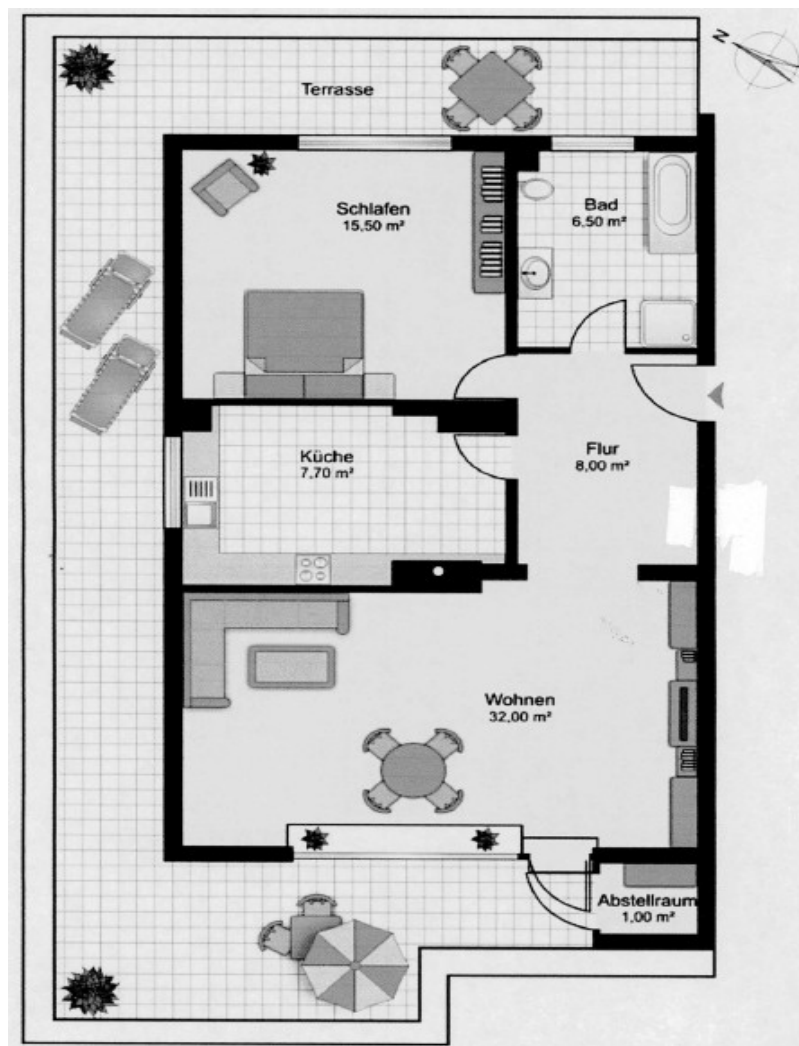 N
Terrasse
Schlafen
15,50 m²
Bad
6,50 m²
Küche
7,70 m²
Flur
8,00 m²
Wohnen
32,00 m²
Abstellraum
1,00 m²